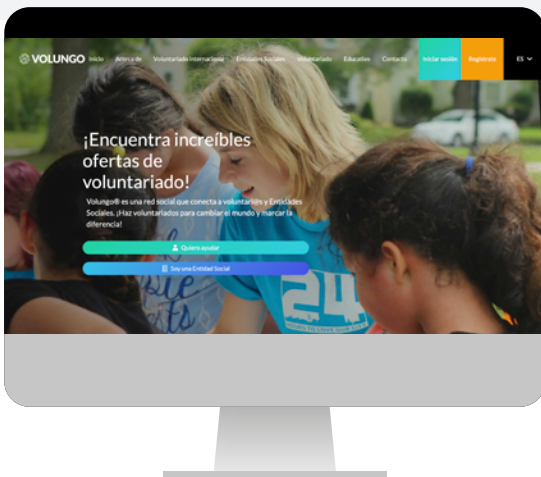 VOLUNGO Inicio Acerca de Voluntariado Internacional Entidades Sociales Voluntariado Educativo Contacto Iniciar sesión Regístrate ES
¡Encuentra increíbles
ofertas de
voluntariado!
Volungo® es una red social que conecta a voluntari@s y Entidades
Sociales. ¡Haz voluntariados para cambiar el mundo y marcar la
diferencia!
Quiero ayudar
Soy una Entidad Social
24